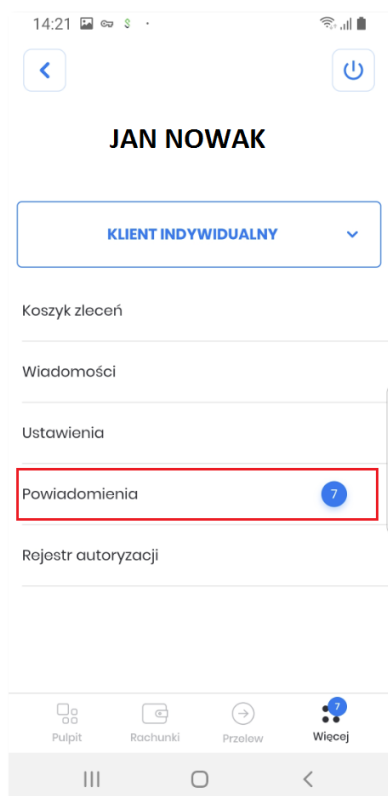 14:21
JAN NOWAK
KLIENT INDYWIDUALNY
Koszyk zleceń
Wiadomości
Ustawienia
Powiadomienia 7
Rejestr autoryzacji
7
Pulpit Rachunki Przelew Więcej